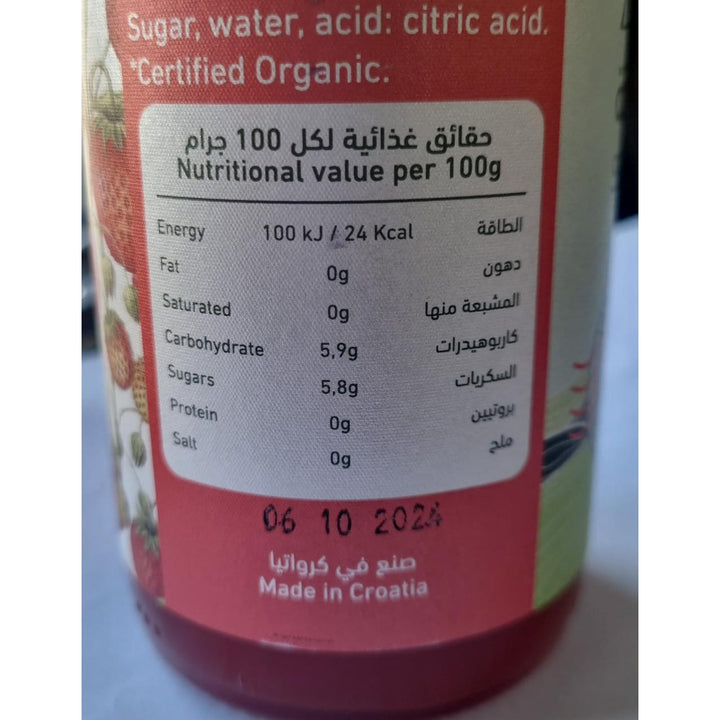 Sugar, water, acid: citric acid.
*Certified Organic.
حقائق غذائية لكل 100 جرام
Nutritional value per 100g
Energy 100 kJ / 24 Kcal الطاقة
Fat 0g دهون
Saturated 0g المشبعة منها
Carbohydrate 5,9g كاربوهيدرات
Sugars 5,8g السكريات
Protein 0g بروتيين
Salt 0g ملح
06 10 2024
صنع في كرواتيا
Made in Croatia